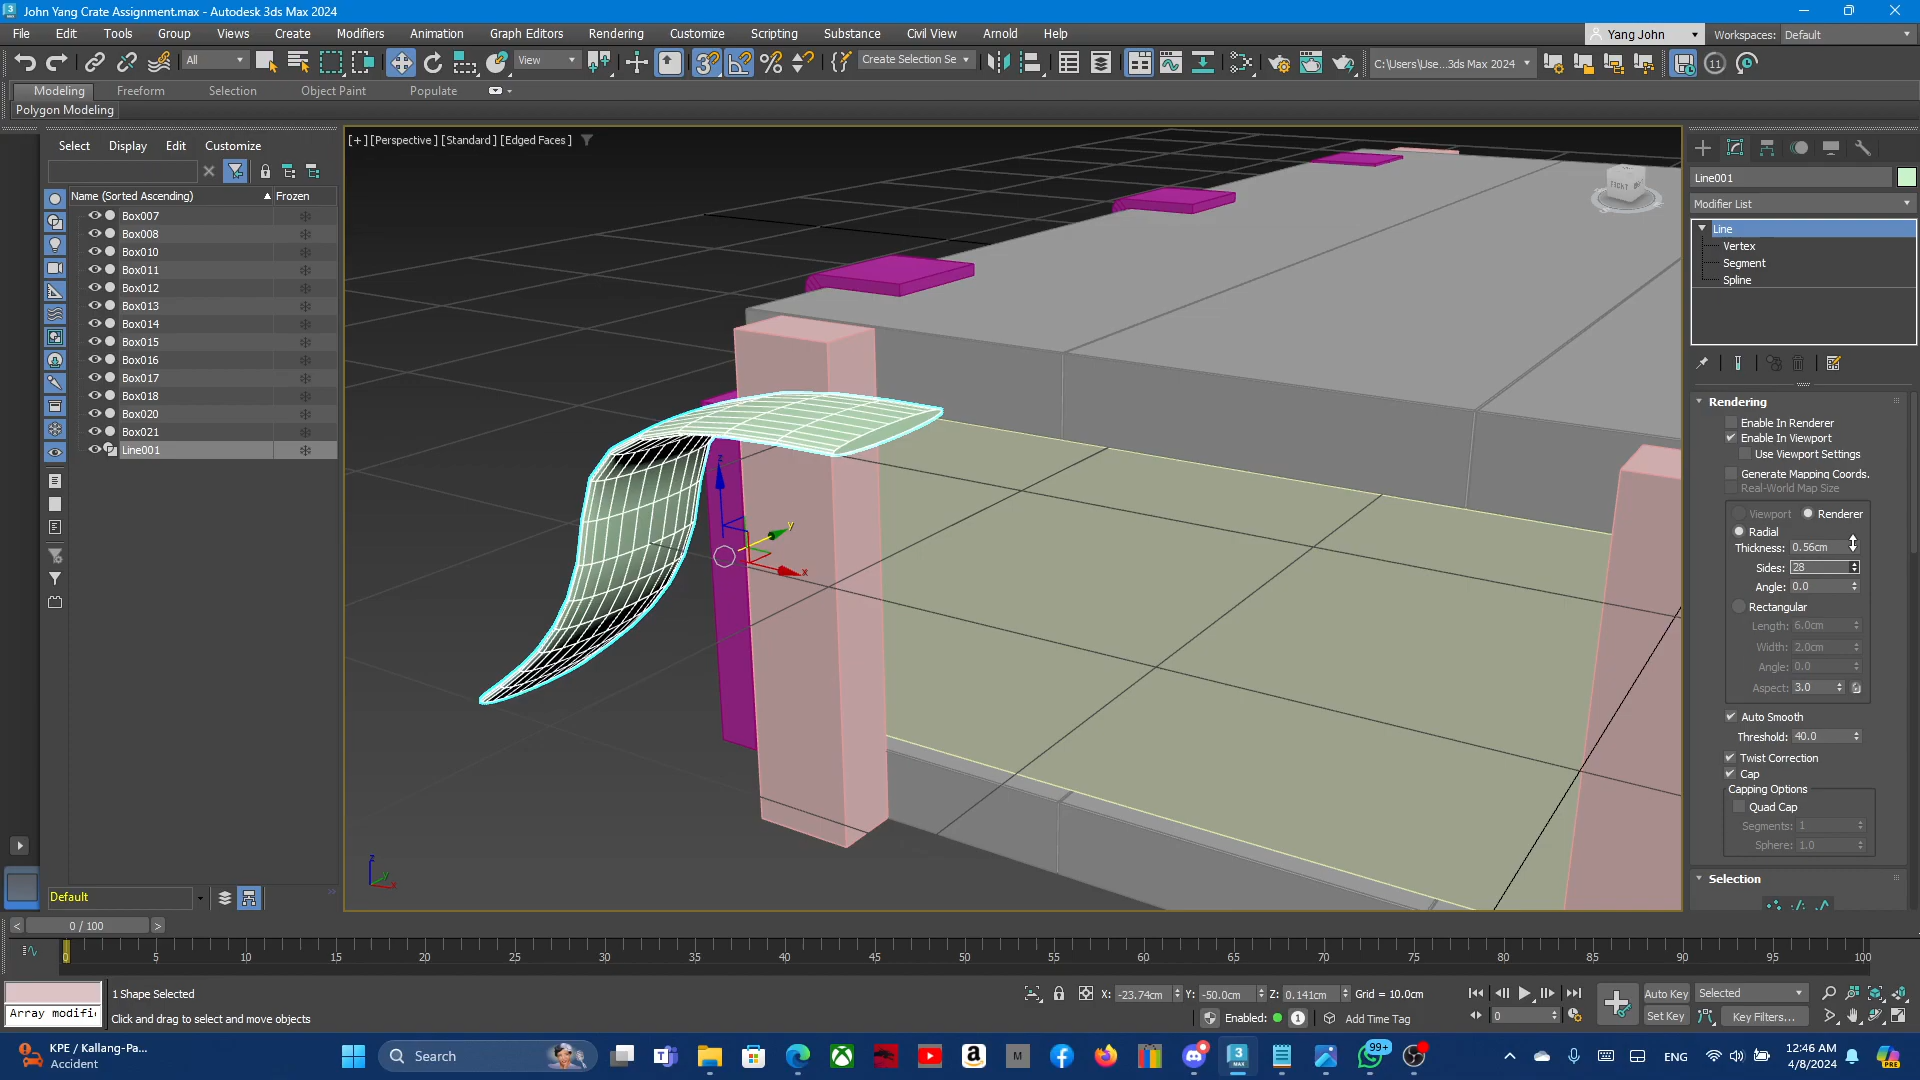 John Yang Crate Assignment.max - Autodesk 3ds Max 2024
File Edit Tools Group Views Create Modifiers Animation Graph Editors Rendering Customize Scripting Substance Civil View Arnold Help
Yang John Workspaces: Default
All View Create Selection Se C:\Users\Use...3ds Max 2024
Modeling Freeform Selection Object Paint Populate
Polygon Modeling
Select Display Edit Customize
Name (Sorted Ascending) Frozen
Box007
Box008
Box010
Box011
Box012
Box013
Box014
Box015
Box016
Box017
Box018
Box020
Box021
Line001
Default
[+] [Perspective] [Standard] [Edged Faces]
z
y
x
z
y
x
Line001
Modifier List
Line
Vertex
Segment
Spline
Rendering
Enable In Renderer
Enable In Viewport
Use Viewport Settings
Generate Mapping Coords.
Real-World Map Size
Viewport Renderer
Radial
Thickness: 0.56cm
Sides: 28
Angle: 0.0
Rectangular
Length: 6.0cm
Width: 2.0cm
Angle: 0.0
Aspect: 3.0
Auto Smooth
Threshold: 40.0
Twist Correction
Cap
Capping Options
Quad Cap
Segments: 1
Sphere: 1.0
Selection
0 / 100
0 5 10 15 20 25 30 35 40 45 50 55 60 65 70 75 80 85 90 95 100
1 Shape Selected
X: -23.74cm Y: -50.0cm Z: 0.141cm Grid = 10.0cm
Auto Key Selected
Array modifi
Click and drag to select and move objects
Enabled: 1 Add Time Tag
0
Set Key Key Filters...
KPE / Kallang-Pa...
Accident
Search
99+
ENG
12:46 AM
4/8/2024